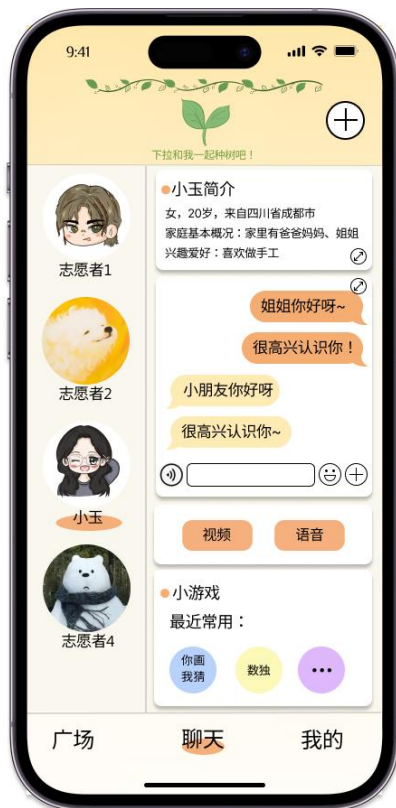 9:41
下拉和我一起种树吧！
志愿者1
志愿者2
小玉
志愿者4
小玉简介
女，20岁，来自四川省成都市
家庭基本概况：家里有爸爸妈妈、姐姐
兴趣爱好：喜欢做手工
姐姐你好呀~
很高兴认识你！
小朋友你好呀
很高兴认识你~
视频
语音
小游戏
最近常用：
你画
我猜
数独
•••
广场
聊天
我的